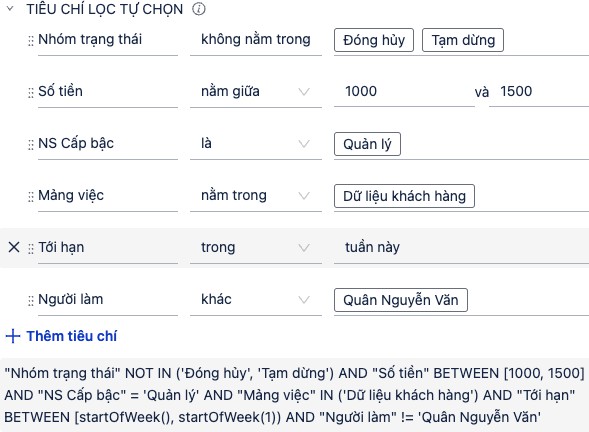 TIÊU CHÍ LỌC TỰ CHỌN
Nhóm trạng thái không nằm trong Đóng hủy Tạm dừng
Số tiền nằm giữa 1000 và 1500
NS Cấp bậc là Quản lý
Mảng việc nằm trong Dữ liệu khách hàng
Tới hạn trong tuần này
Người làm khác Quân Nguyễn Văn
Thêm tiêu chí
"Nhóm trạng thái" NOT IN ('Đóng hủy', 'Tạm dừng') AND "Số tiền" BETWEEN [1000, 1500]
AND "NS Cấp bậc" = 'Quản lý' AND "Mảng việc" IN ('Dữ liệu khách hàng') AND "Tới hạn"
BETWEEN [startOfWeek(), startOfWeek(1)) AND "Người làm" != 'Quân Nguyễn Văn'